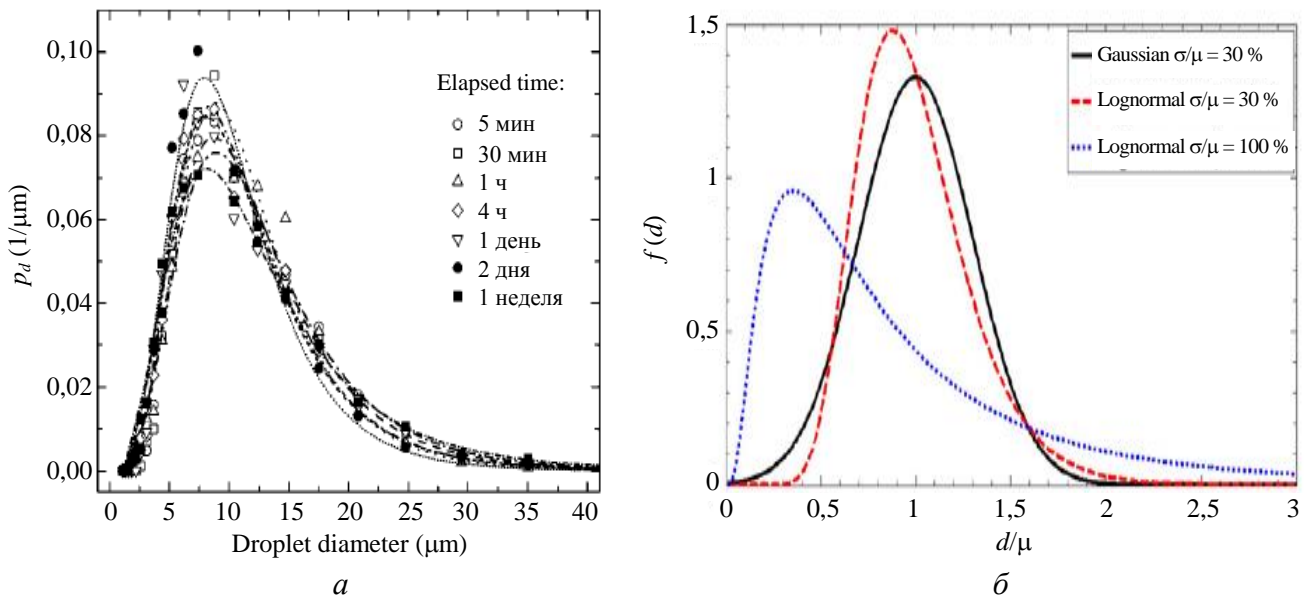 0,10
0,08
0,06
0,04
0,02
0,00
p_d (1/μm)
Elapsed time:
5 мин
30 мин
1 ч
4 ч
1 день
2 дня
1 неделя
0 5 10 15 20 25 30 35 40
Droplet diameter (μm)
а
1,5
1
0,5
0
f (d)
Gaussian σ/μ = 30 %
Lognormal σ/μ = 30 %
Lognormal σ/μ = 100 %
0 0,5 1 1,5 2 2,5 3
d/μ
б